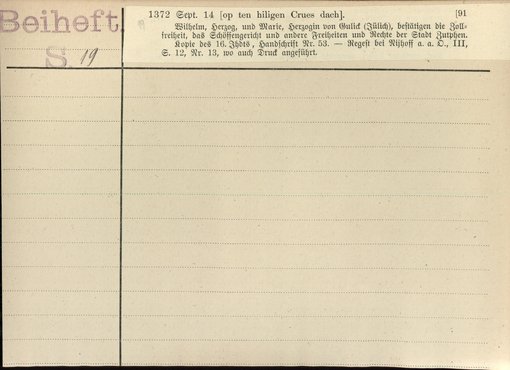 Beiheft.
S. 19
1372 Sept. 14 [op ten hiligen Crues dach]. [91
Wilhelm, Herzog, und Marie, Herzogin von Gulick (Jülich), bestätigen die Zoll-
freiheit, das Schöffengericht und andere Freiheiten und Rechte der Stadt Zutphen.
Kopie des 16. Jhdts, Handschrift Nr. 53. — Regest bei Nijhoff a. a. O., III,
S. 12, Nr. 13, wo auch Druck angeführt.